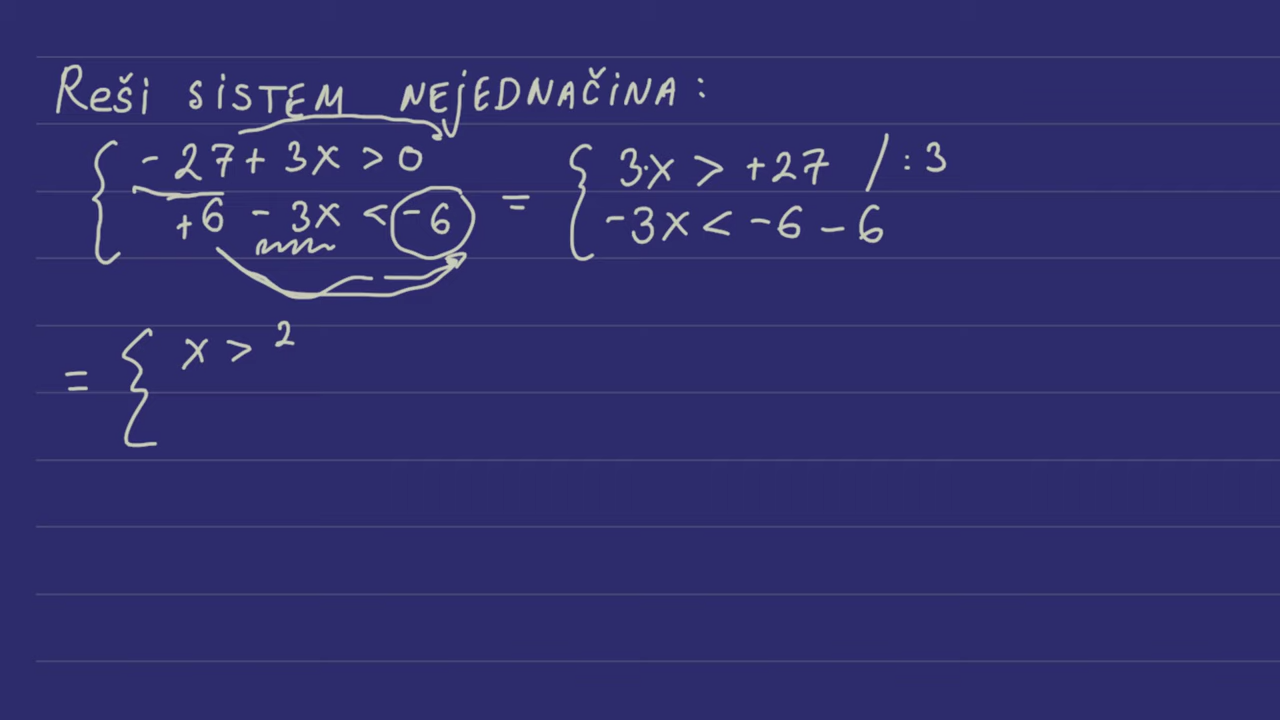 Reši SISTEM NEJEDNAČINA:
{ -27 + 3x > 0 = { 3·x > +27 / : 3
+6 - 3x < -6 -3x < -6 - 6
= { x > 2